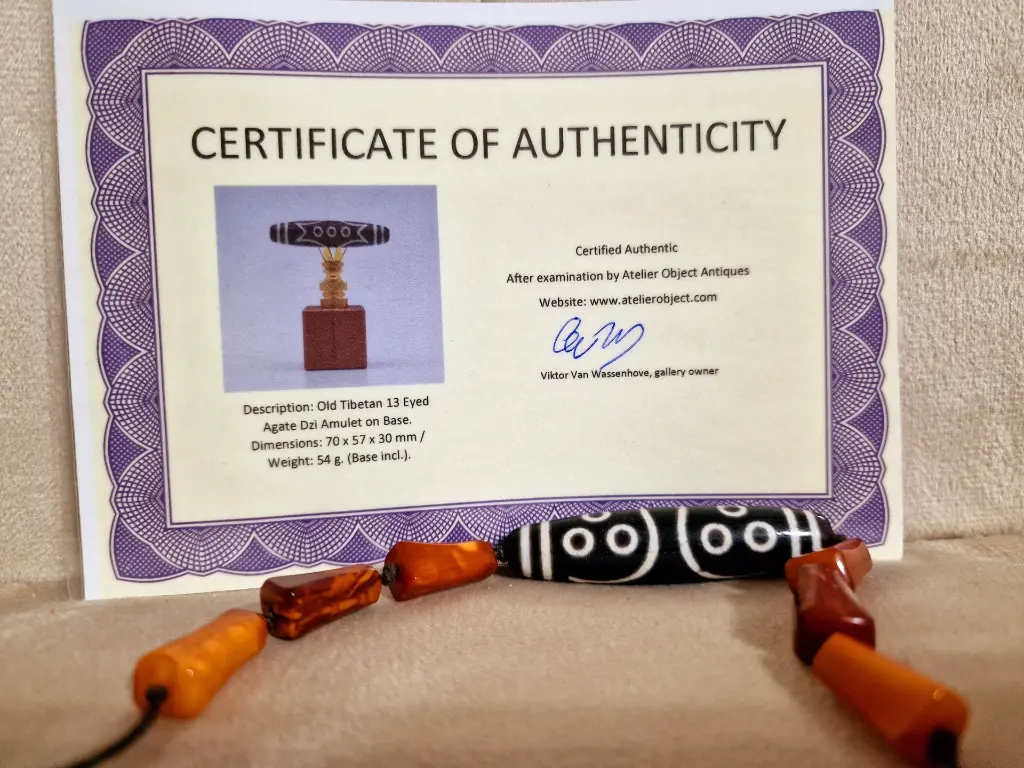 CERTIFICATE OF AUTHENTICITY
Certified Authentic
After examination by Atelier Object Antiques
Website: www.atelierobject.com
Viktor Van Wassenhove, gallery owner
Description: Old Tibetan 13 Eyed
Agate Dzi Amulet on Base.
Dimensions: 70 x 57 x 30 mm /
Weight: 54 g. (Base incl.).